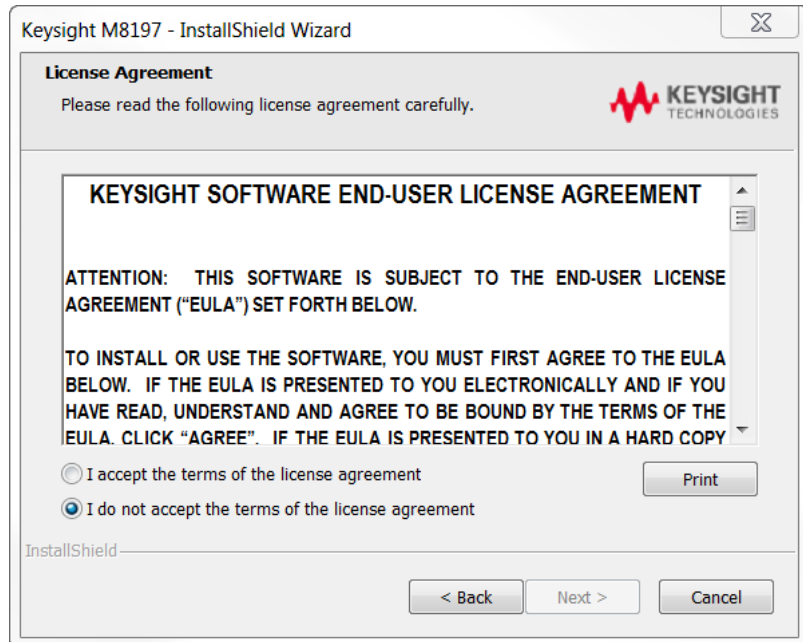 Keysight M8197 - InstallShield Wizard
License Agreement
Please read the following license agreement carefully.
KEYSIGHT
TECHNOLOGIES
KEYSIGHT SOFTWARE END-USER LICENSE AGREEMENT
ATTENTION: THIS SOFTWARE IS SUBJECT TO THE END-USER LICENSE
AGREEMENT (“EULA”) SET FORTH BELOW.
TO INSTALL OR USE THE SOFTWARE, YOU MUST FIRST AGREE TO THE EULA
BELOW. IF THE EULA IS PRESENTED TO YOU ELECTRONICALLY AND IF YOU
HAVE READ, UNDERSTAND AND AGREE TO BE BOUND BY THE TERMS OF THE
EULA, CLICK “AGREE”. IF THE EULA IS PRESENTED TO YOU IN A HARD COPY
I accept the terms of the license agreement
Print
I do not accept the terms of the license agreement
InstallShield
< Back
Next >
Cancel